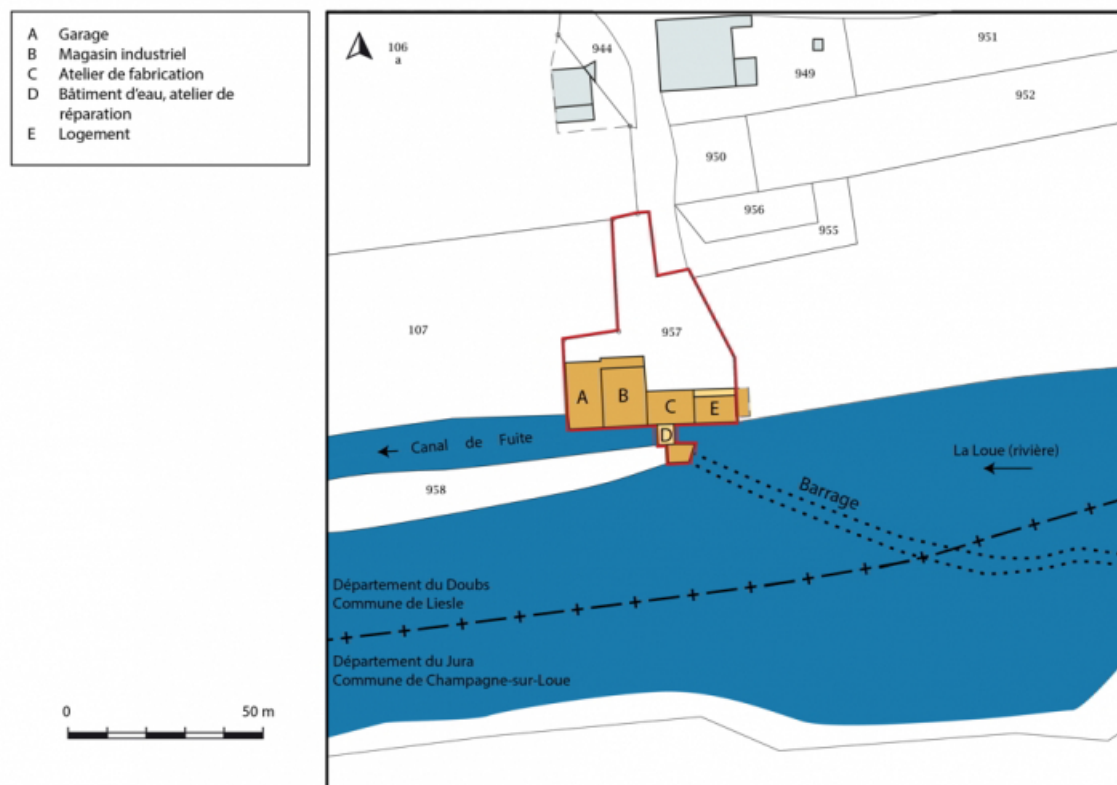 A Garage
B Magasin industriel
C Atelier de fabrication
D Bâtiment d'eau, atelier de
réparation
E Logement
106
a
944
951
949
952
950
956
955
107
957
A
B
C
E
D
Canal de Fuite
La Loue (rivière)
958
Barrage
Département du Doubs
Commune de Liesle
Département du Jura
Commune de Champagne-sur-Loue
0 50 m